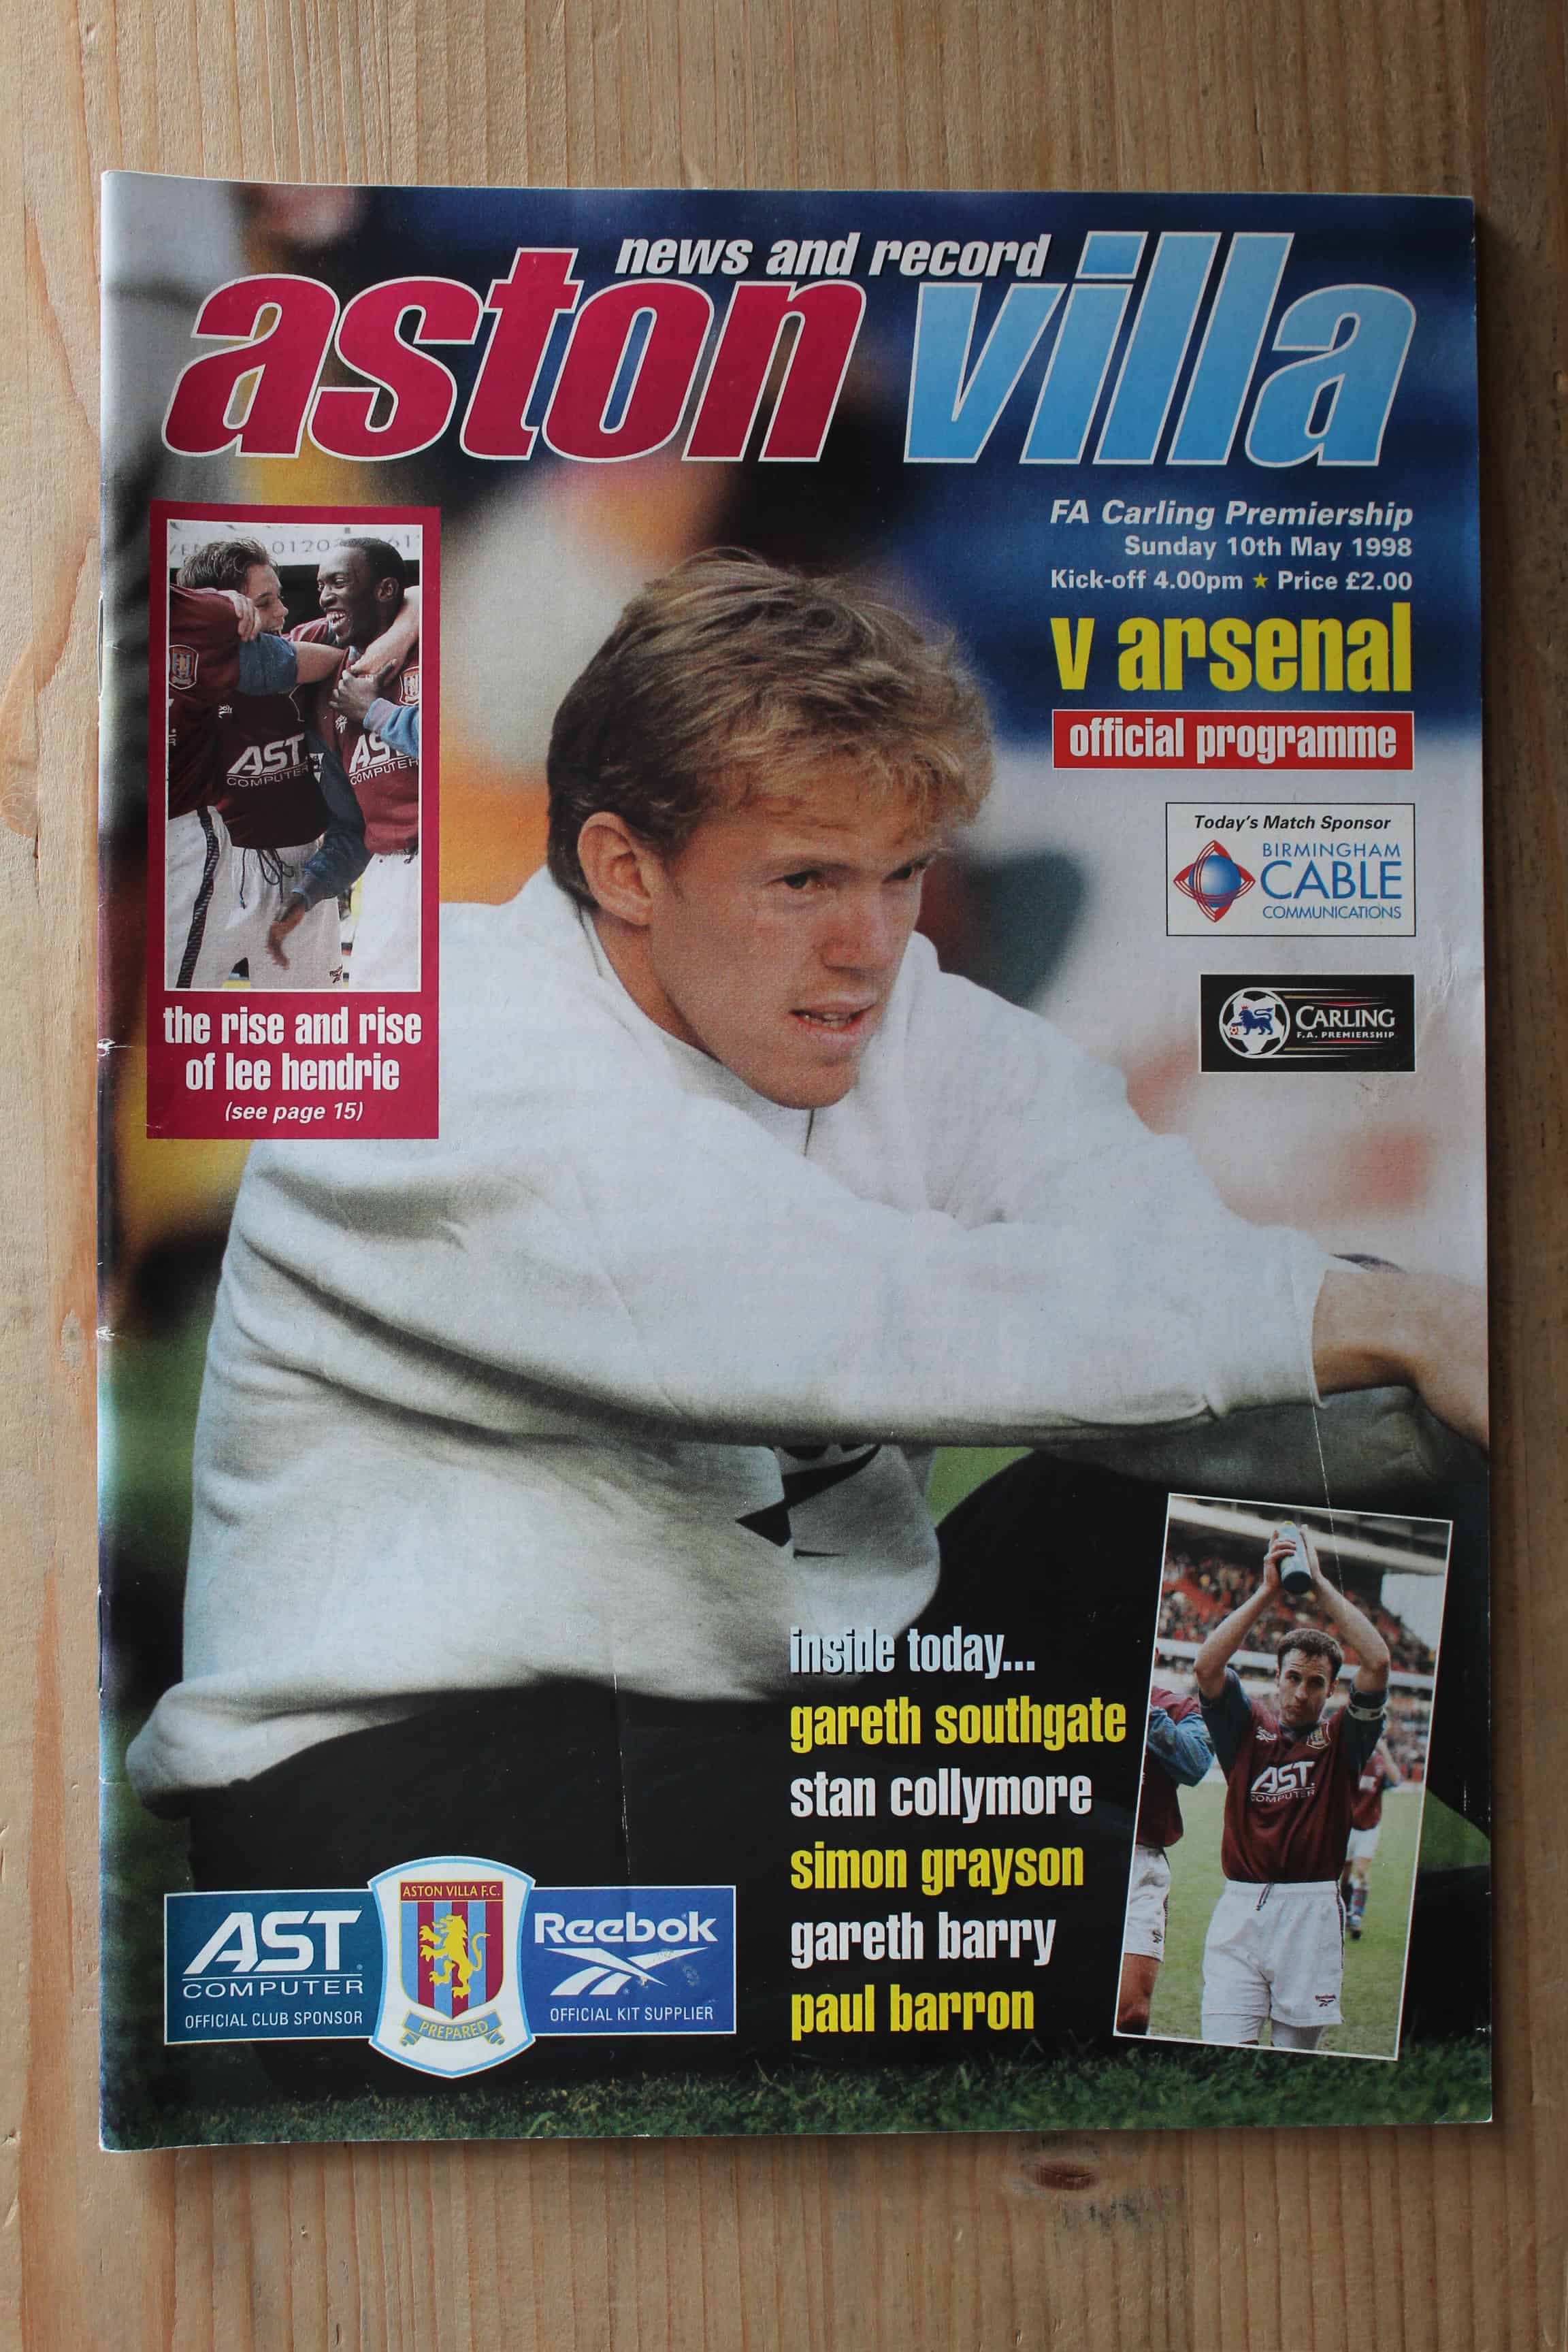 news and record
aston villa
FA Carling Premiership
Sunday 10th May 1998
Kick-off 4.00pm ★ Price £2.00
v arsenal
official programme
Today's Match Sponsor
BIRMINGHAM
CABLE
COMMUNICATIONS
CARLING
F.A. PREMIERSHIP
AST
COMPUTER
COMPUTER
the rise and rise
of lee hendrie
(see page 15)
inside today...
gareth southgate
stan collymore
simon grayson
gareth barry
paul barron
AST
COMPUTER
Reebok
AST
COMPUTER
OFFICIAL CLUB SPONSOR
ASTON VILLA F.C.
PREPARED
Reebok
OFFICIAL KIT SUPPLIER